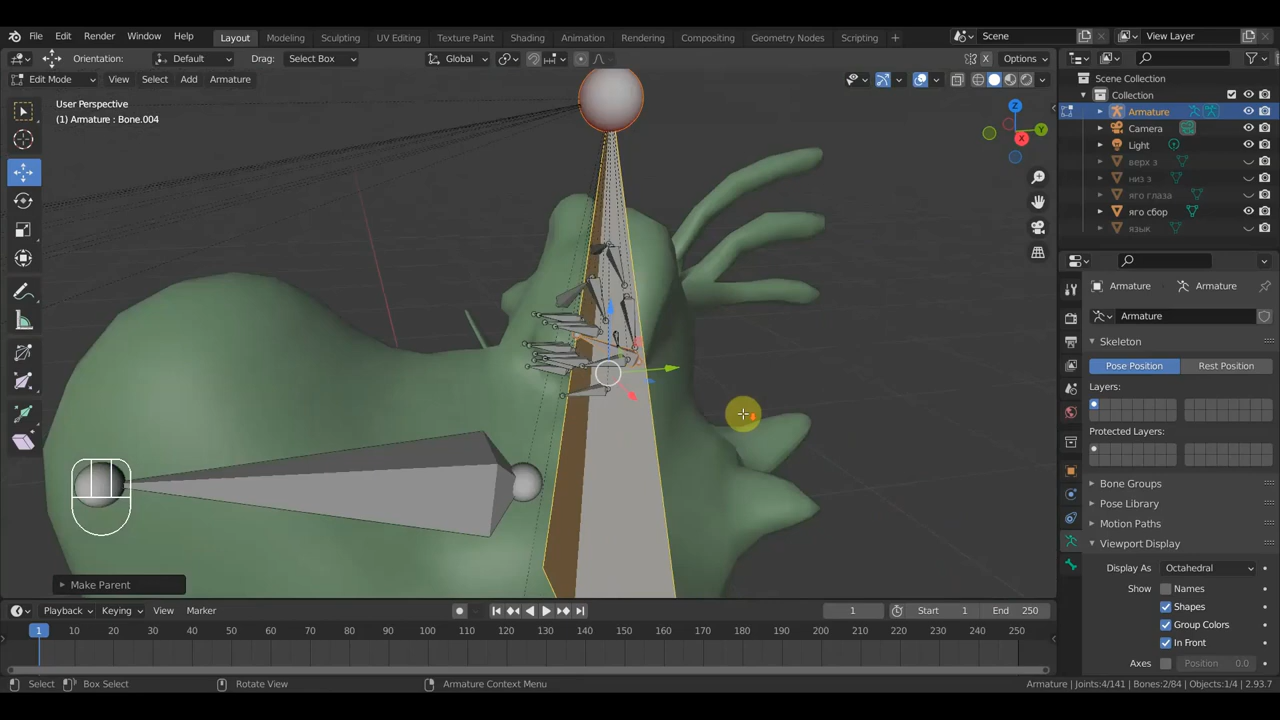 File Edit Render Window Help Layout Modeling Sculpting UV Editing Texture Paint Shading Animation Rendering Compositing Geometry Nodes Scripting + Scene View Layer
Orientation: Default Drag: Select Box Global Options
Edit Mode View Select Add Armature
User Perspective
(1) Armature : Bone.004
Z
Y
X
Make Parent
Scene Collection
Collection
Armature
Camera
Light
верх з
низ з
яго глаза
яго сбор
язык
Armature Armature
Armature
Skeleton
Pose Position Rest Position
Layers:
Protected Layers:
Bone Groups
Pose Library
Motion Paths
Viewport Display
Display As Octahedral
Show Names
Shapes
Group Colors
In Front
Axes Position 0.0
Playback Keying View Marker 1 Start 1 End 250
1 10 20 30 40 50 60 70 80 90 100 110 120 130 140 150 160 170 180 190 200 210 220 230 240 250
Select Box Select Rotate View Armature Context Menu Armature | Joints:4/141 | Bones:2/84 | Objects:1/4 | 2.93.7